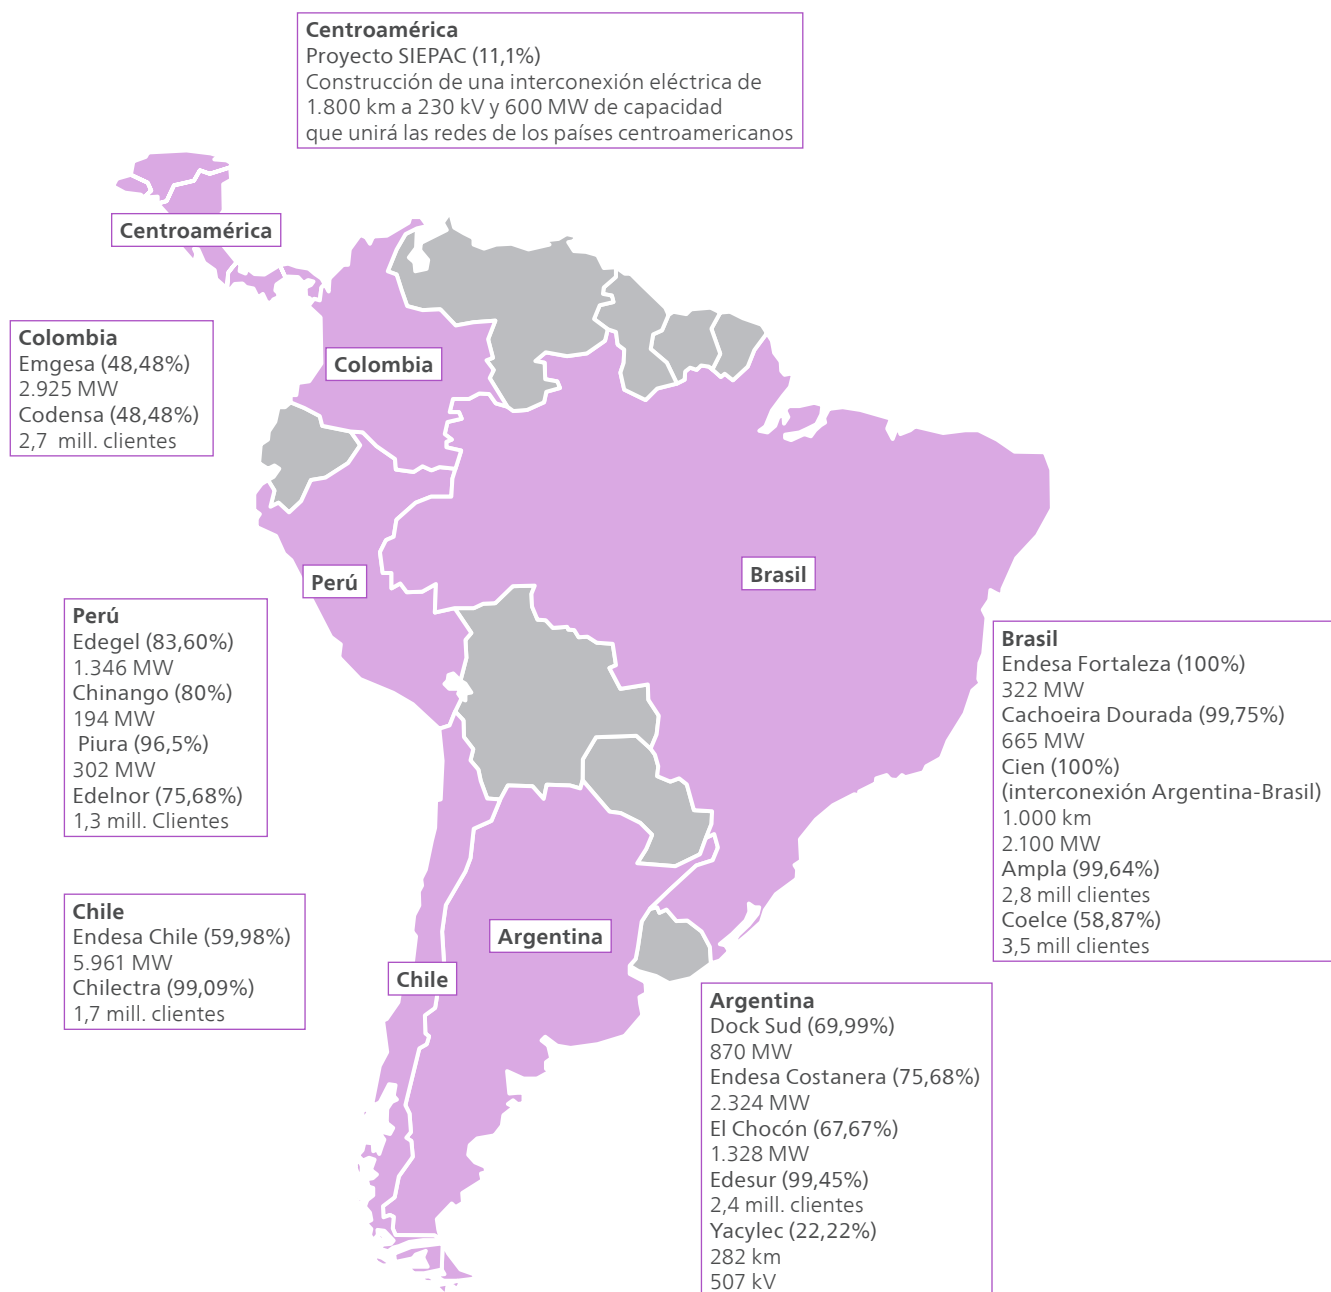 Centroamérica
Proyecto SIEPAC (11,1%)
Construcción de una interconexión eléctrica de
1.800 km a 230 kV y 600 MW de capacidad
que unirá las redes de los países centroamericanos
Centroamérica
Colombia
Emgesa (48,48%)
2.925 MW
Codensa (48,48%)
2,7 mill. clientes
Colombia
Perú
Brasil
Perú
Edegel (83,60%)
1.346 MW
Chinango (80%)
194 MW
Piura (96,5%)
302 MW
Edelnor (75,68%)
1,3 mill. Clientes
Brasil
Endesa Fortaleza (100%)
322 MW
Cachoeira Dourada (99,75%)
665 MW
Cien (100%)
(interconexión Argentina-Brasil)
1.000 km
2.100 MW
Ampla (99,64%)
2,8 mill clientes
Coelce (58,87%)
3,5 mill clientes
Chile
Endesa Chile (59,98%)
5.961 MW
Chilectra (99,09%)
1,7 mill. clientes
Argentina
Chile
Argentina
Dock Sud (69,99%)
870 MW
Endesa Costanera (75,68%)
2.324 MW
El Chocón (67,67%)
1.328 MW
Edesur (99,45%)
2,4 mill. clientes
Yacylec (22,22%)
282 km
507 kV